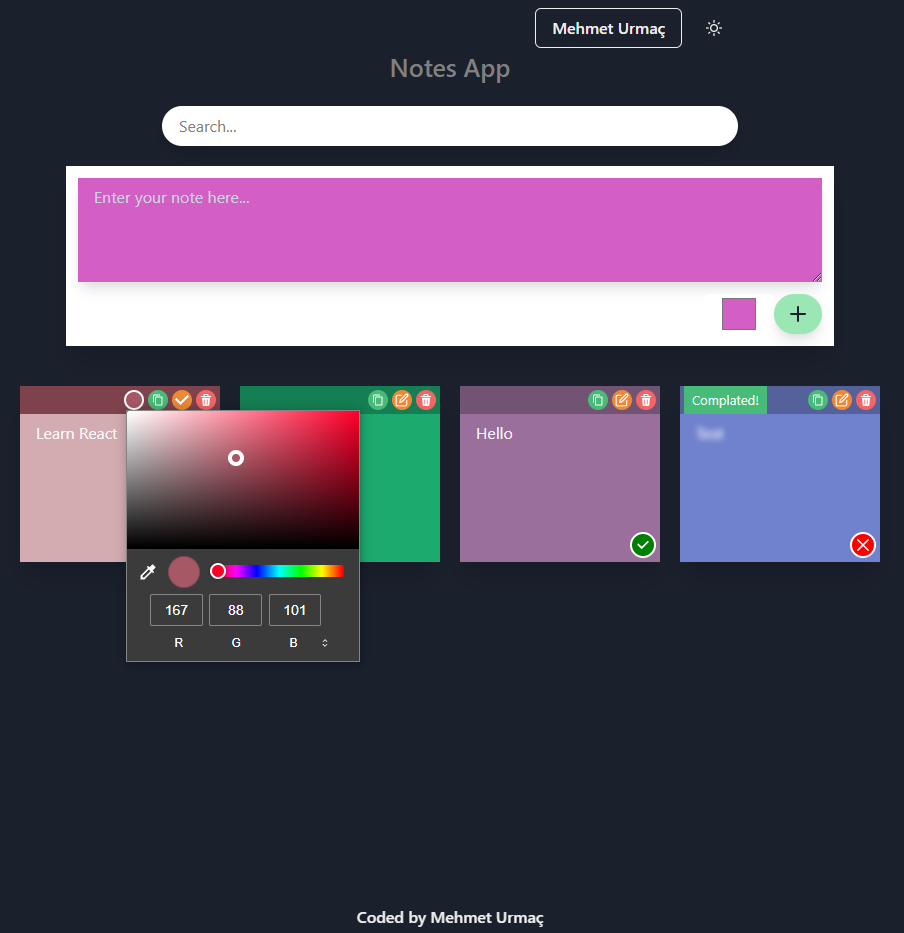 Mehmet Urmaç
Notes App
Search...
Enter your note here...
Complated!
Learn React
Hello
Test
167 88 101
R G B
Coded by Mehmet Urmaç